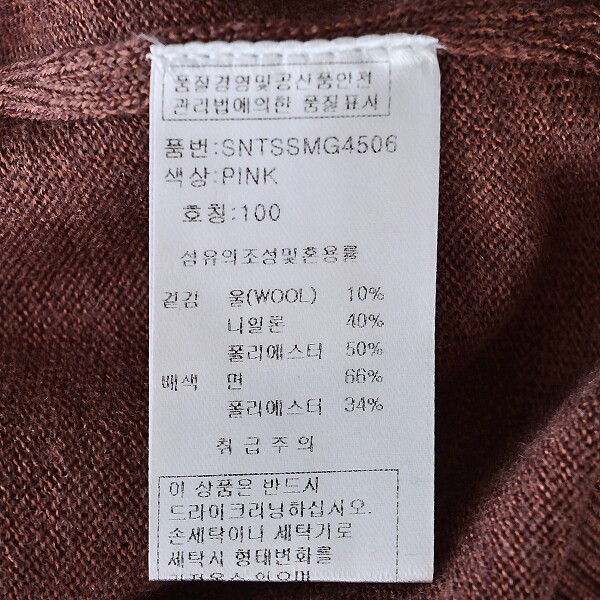 품질경영및공산품안전
관리법에의한 품질표시
품번:SNTSSMG4506
색상:PINK
호칭:100
섬유의조성및혼용률
겉감 울(WOOL) 10%
나일론 40%
폴리에스터 50%
배색 면 66%
폴리에스터 34%
취급주의
이 상품은 반드시
드라이크리닝하십시오.
손세탁이나 세탁기로
세탁시 형태변화를